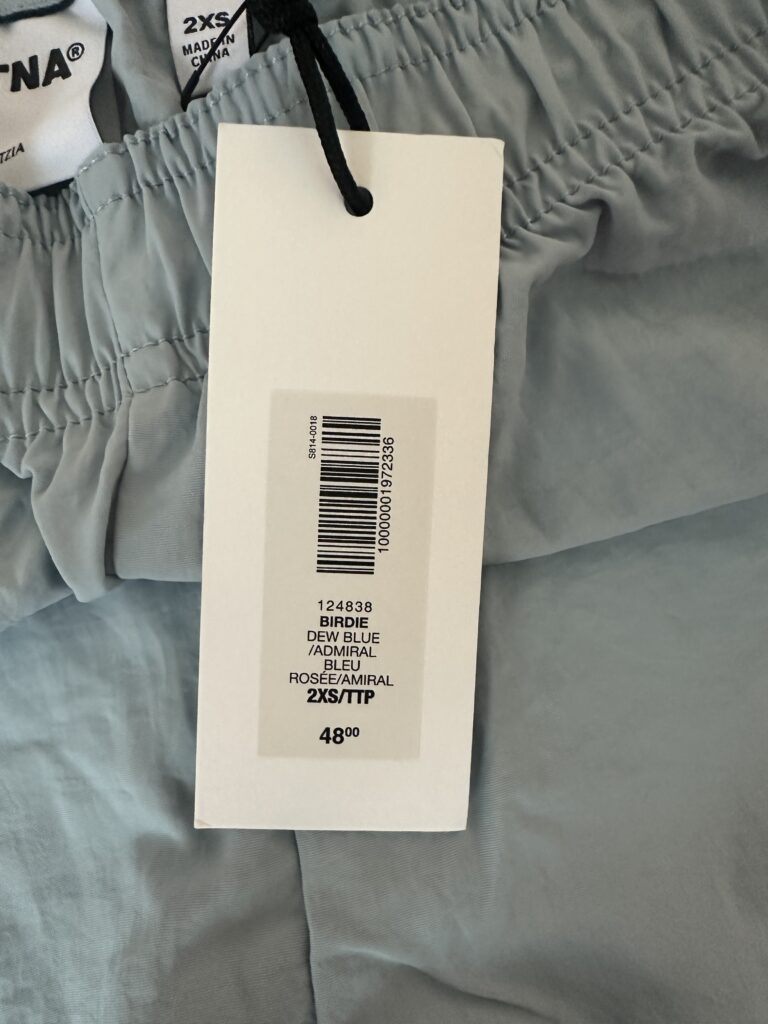 TNA®
TZIA
2XS
MADE IN
CHINA
S814-0018
10000001972336
124838
BIRDIE
DEW BLUE
/ADMIRAL
BLEU
ROSÉE/AMIRAL
2XS/TTP
48⁰⁰